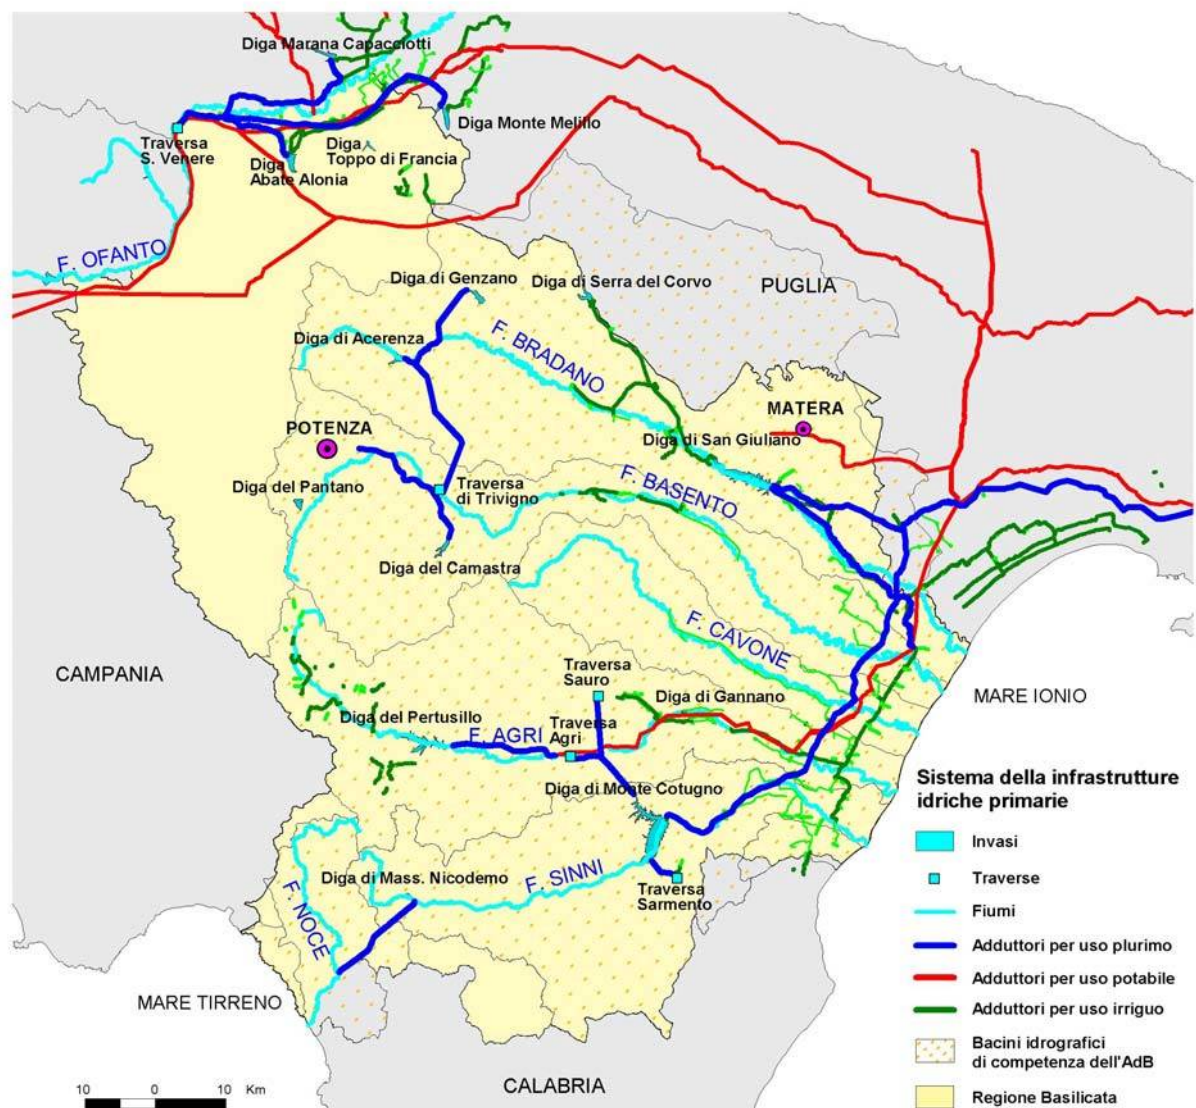 Diga Marana Capacciotti
Diga Monte Melillo
Traversa
S. Venere
Diga
Toppo di Francia
Diga
Abate Alonia
F. OFANTO
Diga di Genzano
Diga di Serra del Corvo
PUGLIA
Diga di Acerenza
F. BRADANO
POTENZA
MATERA
Diga di San Giuliano
Diga del Pantano
Traversa
di Trivigno
F. BASENTO
Diga del Camastra
F. CAVONE
CAMPANIA
Traversa
Sauro
Diga di Gannano
MARE IONIO
Diga del Pertusillo
F. AGRI
Traversa
Agri
Diga di Monte Cotugno
Diga di Mass. Nicodemo
F. SINNI
Traversa
Sarmento
F. NOCE
MARE TIRRENO
CALABRIA
10 0 10 Km
Sistema della infrastrutture
idriche primarie
Invasi
Traverse
Fiumi
Adduttori per uso plurimo
Adduttori per uso potabile
Adduttori per uso irriguo
Bacini idrografici
di competenza dell'AdB
Regione Basilicata